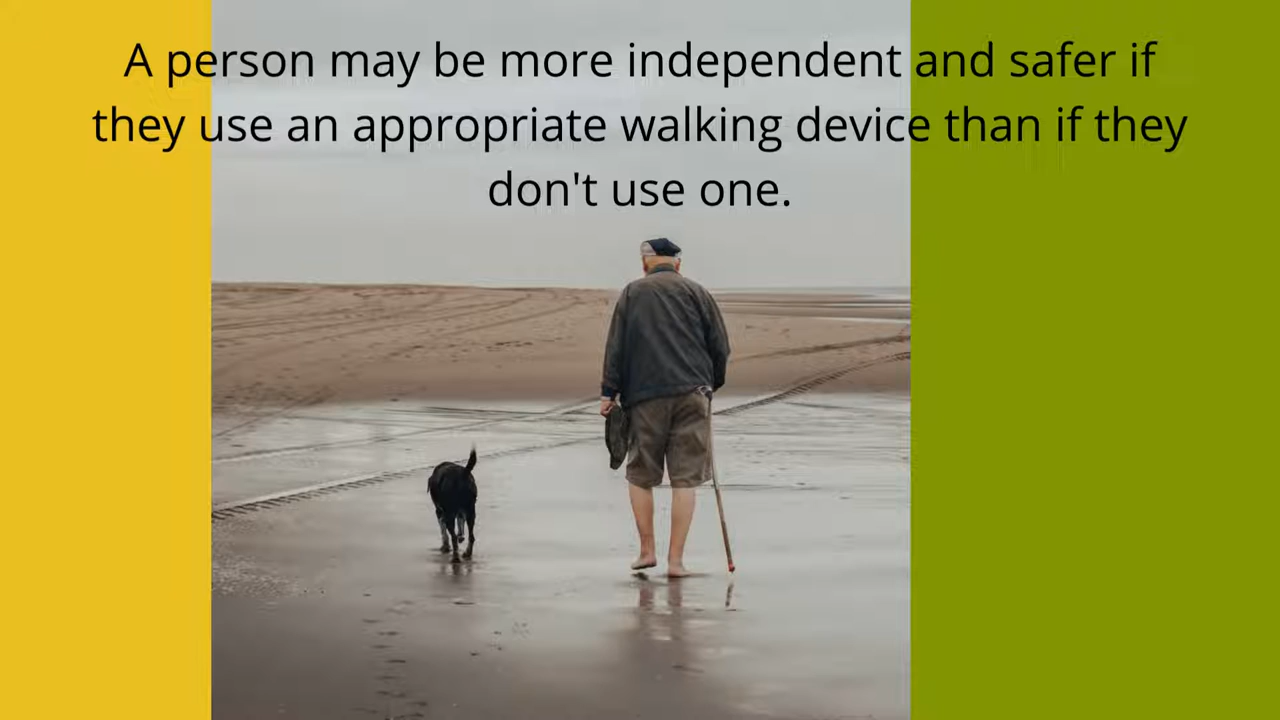 A person may be more independent and safer if
they use an appropriate walking device than if they
don't use one.